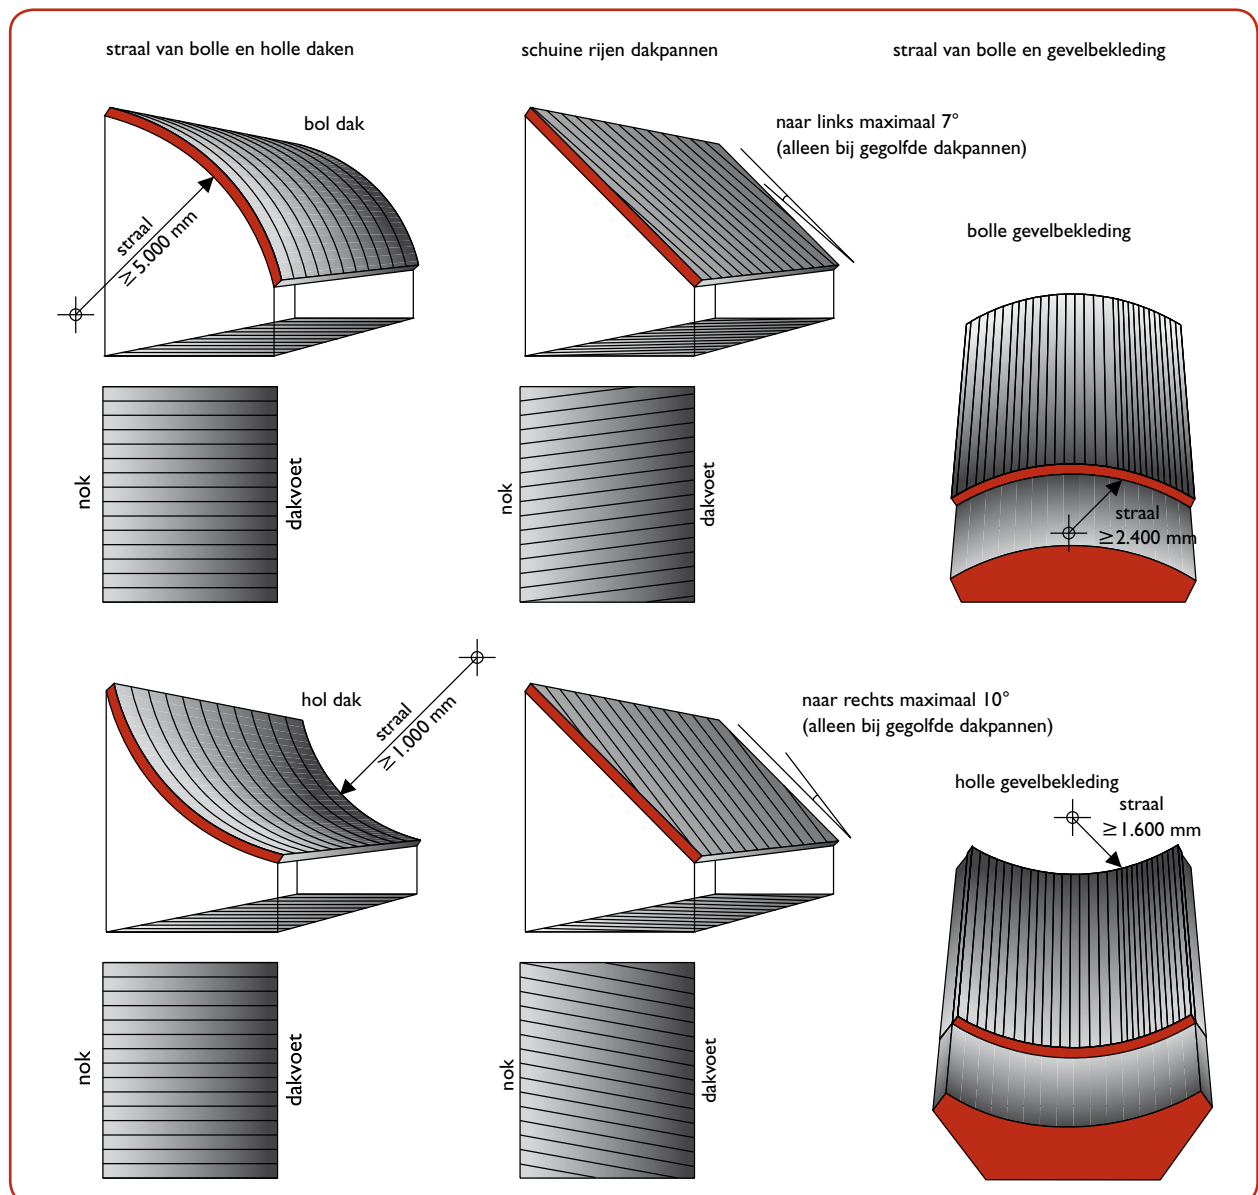 straal van bolle en holle daken
schuine rijen dakpannen
straal van bolle en gevelbekleding
bol dak
straal
≥ 5.000 mm
naar links maximaal 7°
(alleen bij gegolfde dakpannen)
bolle gevelbekleding
straal
≥ 2.400 mm
nok
dakvoet
nok
dakvoet
hol dak
straal
≥ 1.000 mm
naar rechts maximaal 10°
(alleen bij gegolfde dakpannen)
holle gevelbekleding
straal
≥ 1.600 mm
nok
dakvoet
nok
dakvoet